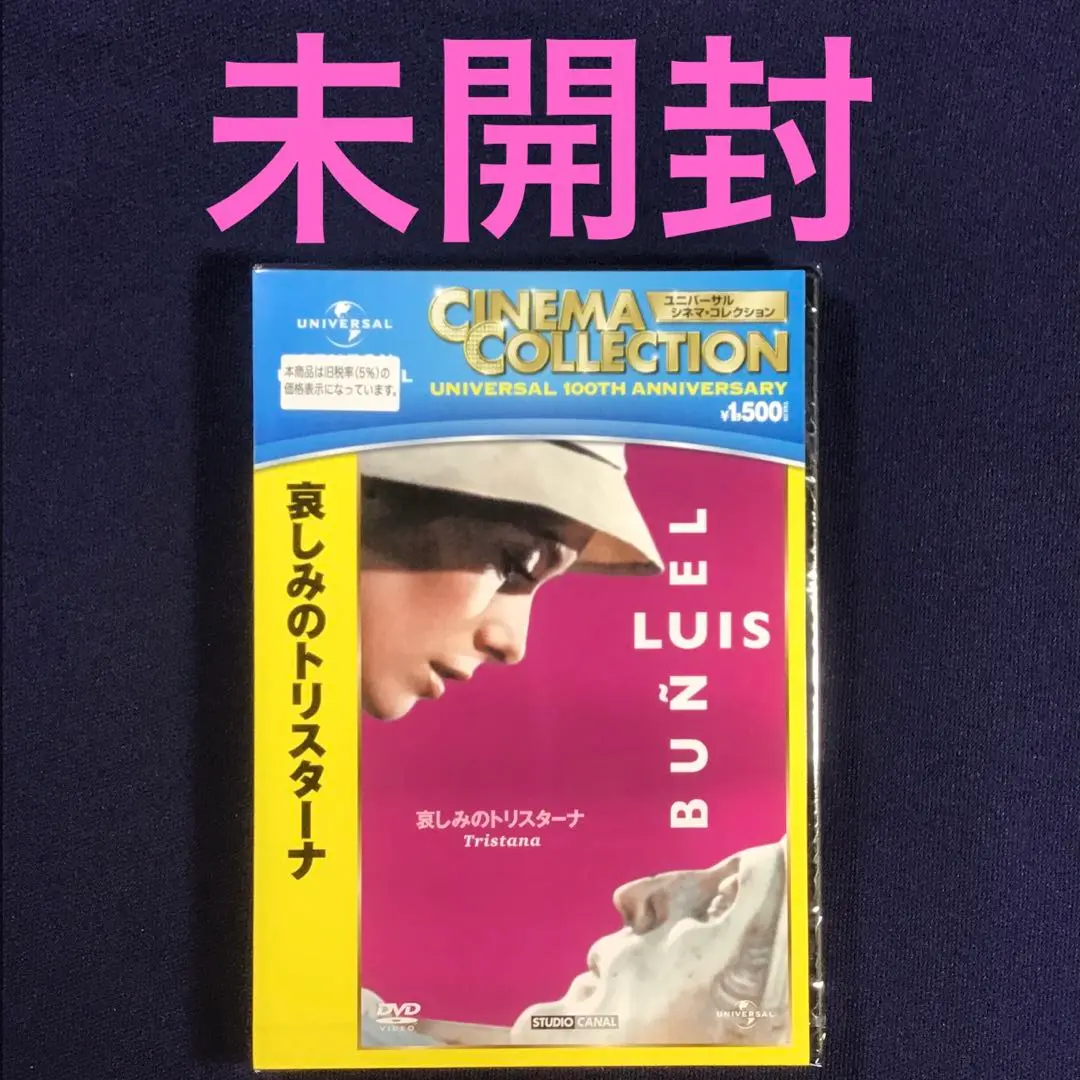 未開封
UNIVERSAL
CINEMA
COLLECTION
ユニバーサル
シネマ・コレクション
UNIVERSAL 100TH ANNIVERSARY
¥1,500
本商品は旧税率(5%)の
価格表示になっています。
哀しみのトリスターナ
LUIS
BUÑUEL
哀しみのトリスターナ
Tristana
DVD
VIDEO
STUDIO CANAL
UNIVERSAL